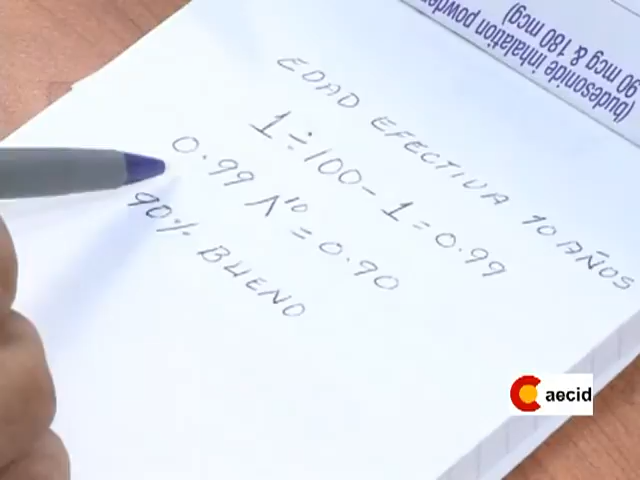 (budesonide inhalation powder
90 mcg & 180 mcg)
EDAD EFECTIVA 10 AÑOS
1÷100-1=0.99
0.99 ^10 = 0.90
90% BUENO
aecid